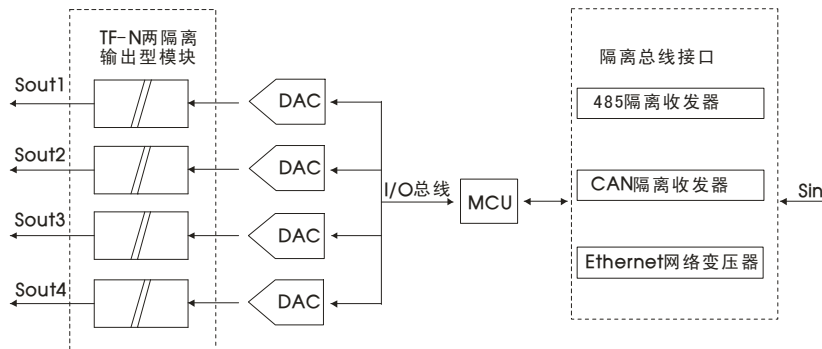 TF-N两隔离
输出型模块
隔离总线接口
Sout1
DAC
485隔离收发器
Sout2
DAC
I/O总线
MCU
CAN隔离收发器
Sin
Sout3
DAC
Ethernet网络变压器
Sout4
DAC